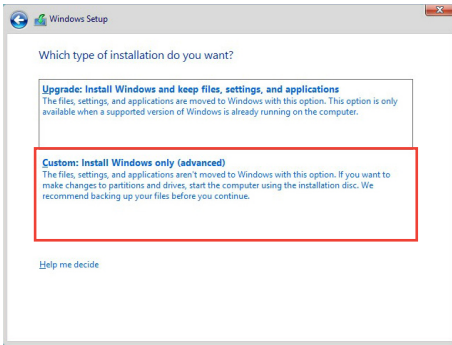 Windows Setup
Which type of installation do you want?
Upgrade: Install Windows and keep files, settings, and applications
The files, settings, and applications are moved to Windows with this option. This option is only
available when a supported version of Windows is already running on the computer.
Custom: Install Windows only (advanced)
The files, settings, and applications aren't moved to Windows with this option. If you want to
make changes to partitions and drives, start the computer using the installation disc. We
recommend backing up your files before you continue.
Help me decide